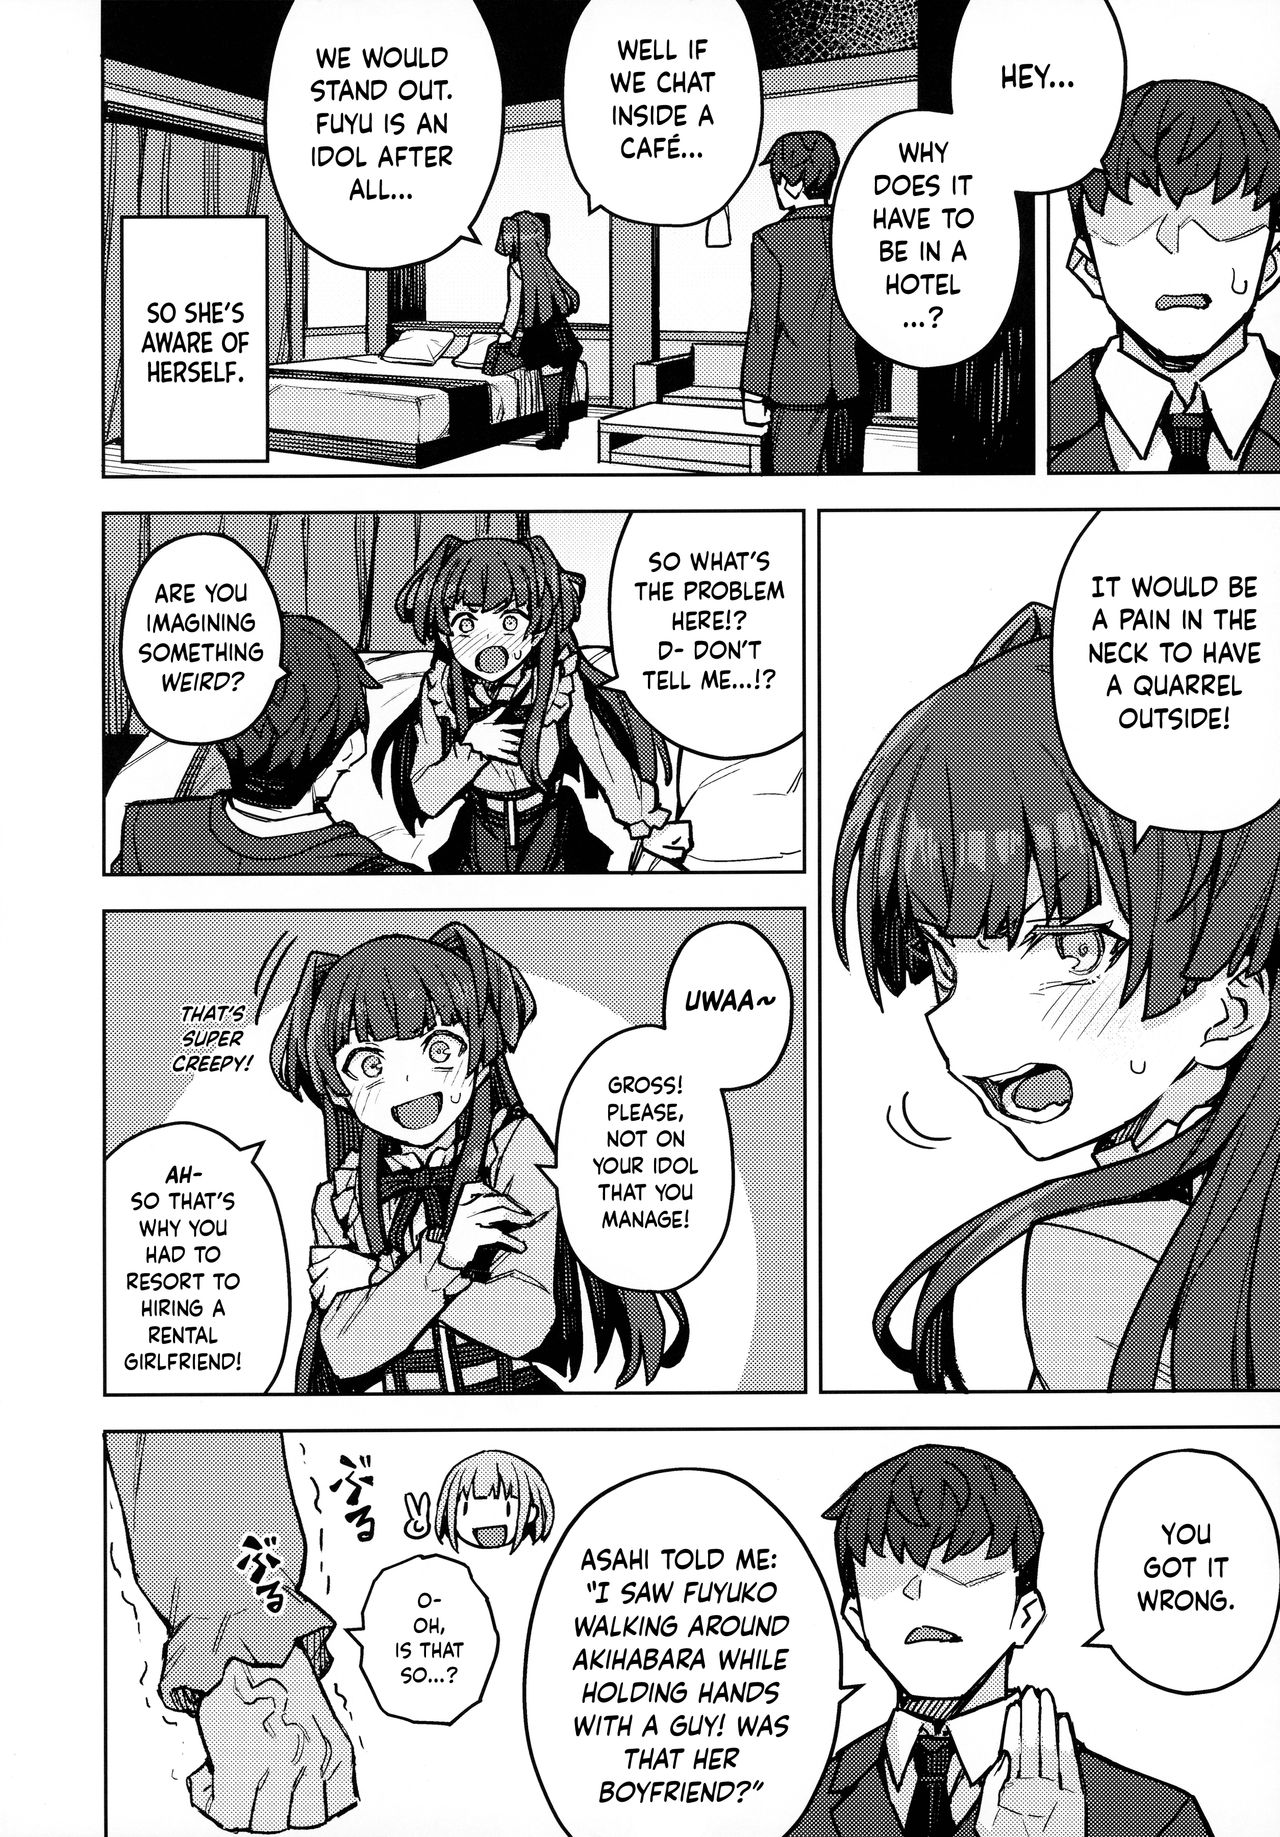 HEY...
WHY
DOES IT
HAVE TO
BE IN A
HOTEL
...?
WELL IF
WE CHAT
INSIDE A
CAFÉ...
WE WOULD
STAND OUT.
FUYU IS AN
IDOL AFTER
ALL...
SO SHE'S
AWARE OF
HERSELF.
IT WOULD BE
A PAIN IN THE
NECK TO HAVE
A QUARREL
OUTSIDE!
SO WHAT'S
THE PROBLEM
HERE!?
D- DON'T
TELL ME...!?
ARE YOU
IMAGINING
SOMETHING
WEIRD?
UWAA~
GROSS!
PLEASE,
NOT ON
YOUR IDOL
THAT YOU
MANAGE!
THAT'S
SUPER
CREEPY!
AH-
SO THAT'S
WHY YOU
HAD TO
RESORT TO
HIRING A
RENTAL
GIRLFRIEND!
YOU
GOT IT
WRONG.
ASAHI TOLD ME:
"I SAW FUYUKO
WALKING AROUND
AKIHABARA WHILE
HOLDING HANDS
WITH A GUY! WAS
THAT HER
BOYFRIEND?"
O-
OH,
IS THAT
SO...?
ぶる
ぶる